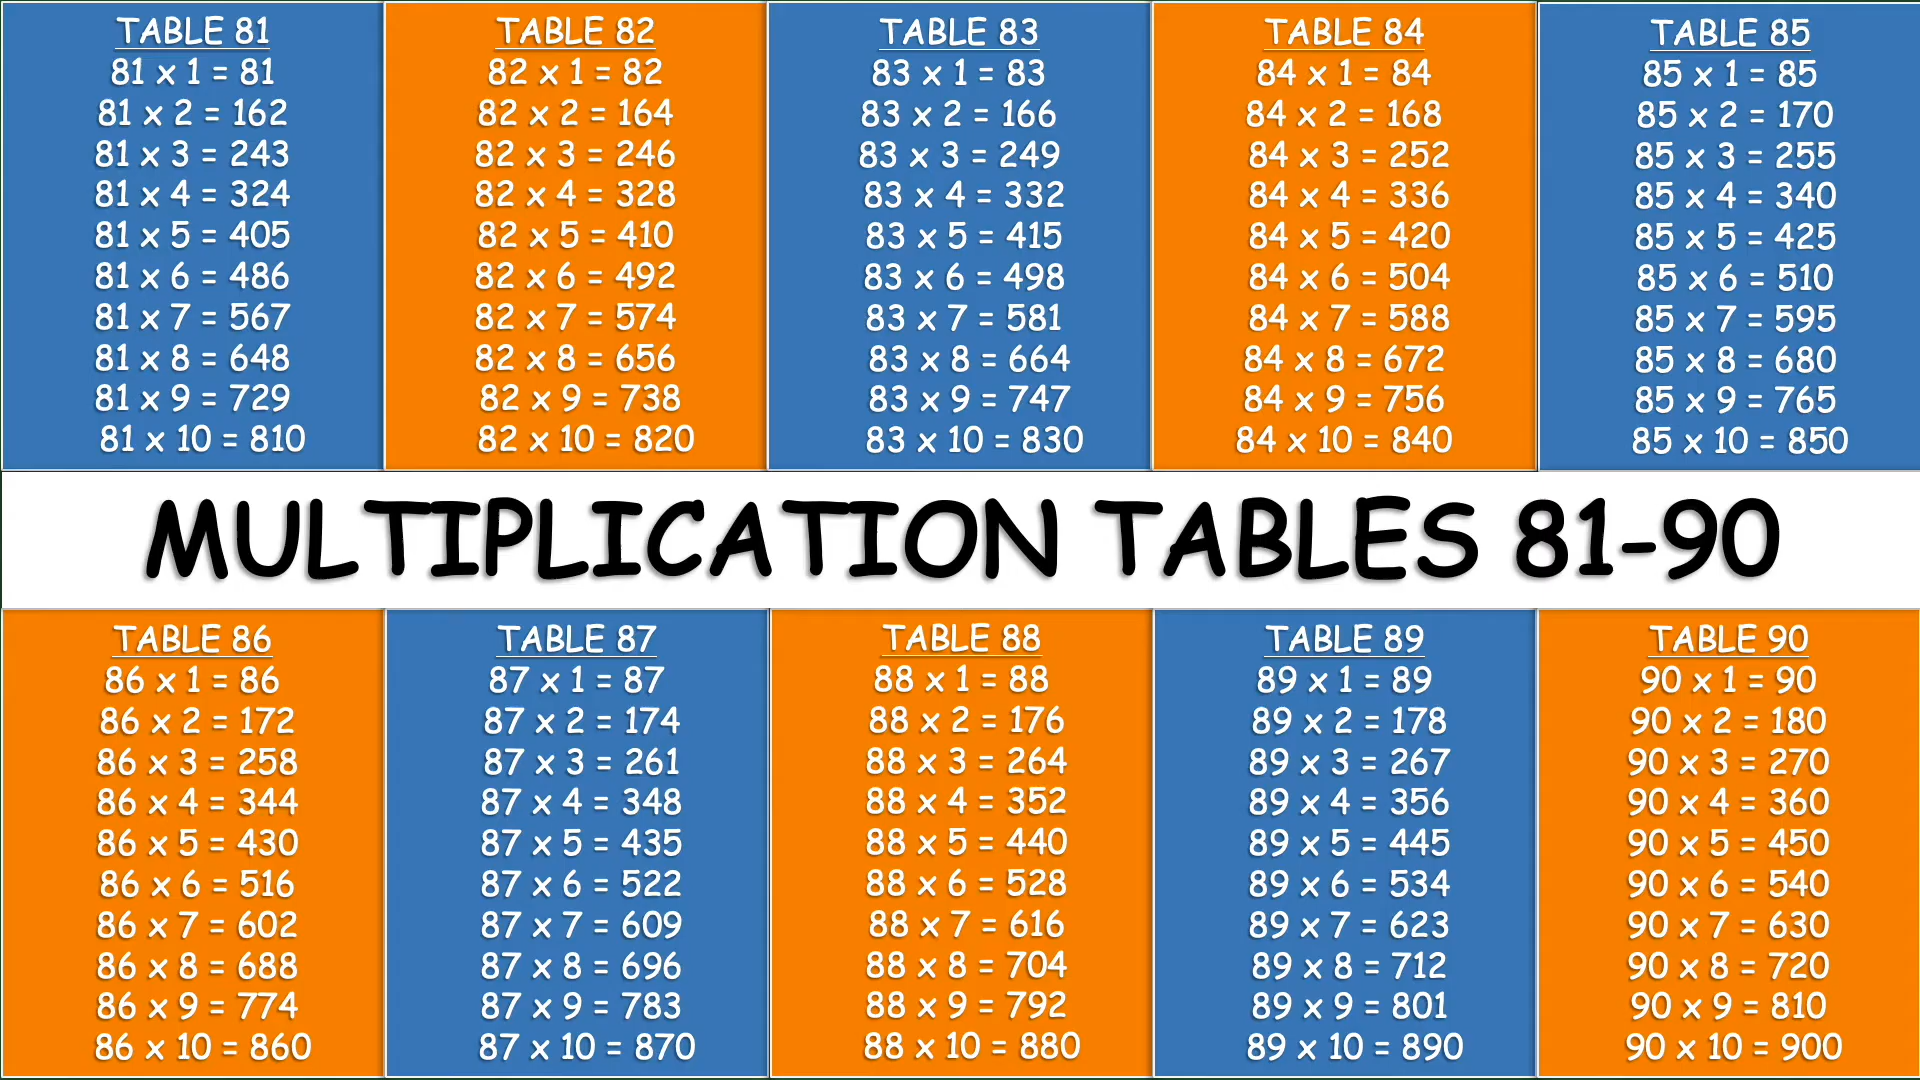 TABLE 81
81 x 1 = 81
81 x 2 = 162
81 x 3 = 243
81 x 4 = 324
81 x 5 = 405
81 x 6 = 486
81 x 7 = 567
81 x 8 = 648
81 x 9 = 729
81 x 10 = 810
TABLE 82
82 x 1 = 82
82 x 2 = 164
82 x 3 = 246
82 x 4 = 328
82 x 5 = 410
82 x 6 = 492
82 x 7 = 574
82 x 8 = 656
82 x 9 = 738
82 x 10 = 820
TABLE 83
83 x 1 = 83
83 x 2 = 166
83 x 3 = 249
83 x 4 = 332
83 x 5 = 415
83 x 6 = 498
83 x 7 = 581
83 x 8 = 664
83 x 9 = 747
83 x 10 = 830
TABLE 84
84 x 1 = 84
84 x 2 = 168
84 x 3 = 252
84 x 4 = 336
84 x 5 = 420
84 x 6 = 504
84 x 7 = 588
84 x 8 = 672
84 x 9 = 756
84 x 10 = 840
TABLE 85
85 x 1 = 85
85 x 2 = 170
85 x 3 = 255
85 x 4 = 340
85 x 5 = 425
85 x 6 = 510
85 x 7 = 595
85 x 8 = 680
85 x 9 = 765
85 x 10 = 850
MULTIPLICATION TABLES 81-90
TABLE 86
86 x 1 = 86
86 x 2 = 172
86 x 3 = 258
86 x 4 = 344
86 x 5 = 430
86 x 6 = 516
86 x 7 = 602
86 x 8 = 688
86 x 9 = 774
86 x 10 = 860
TABLE 87
87 x 1 = 87
87 x 2 = 174
87 x 3 = 261
87 x 4 = 348
87 x 5 = 435
87 x 6 = 522
87 x 7 = 609
87 x 8 = 696
87 x 9 = 783
87 x 10 = 870
TABLE 88
88 x 1 = 88
88 x 2 = 176
88 x 3 = 264
88 x 4 = 352
88 x 5 = 440
88 x 6 = 528
88 x 7 = 616
88 x 8 = 704
88 x 9 = 792
88 x 10 = 880
TABLE 89
89 x 1 = 89
89 x 2 = 178
89 x 3 = 267
89 x 4 = 356
89 x 5 = 445
89 x 6 = 534
89 x 7 = 623
89 x 8 = 712
89 x 9 = 801
89 x 10 = 890
TABLE 90
90 x 1 = 90
90 x 2 = 180
90 x 3 = 270
90 x 4 = 360
90 x 5 = 450
90 x 6 = 540
90 x 7 = 630
90 x 8 = 720
90 x 9 = 810
90 x 10 = 900